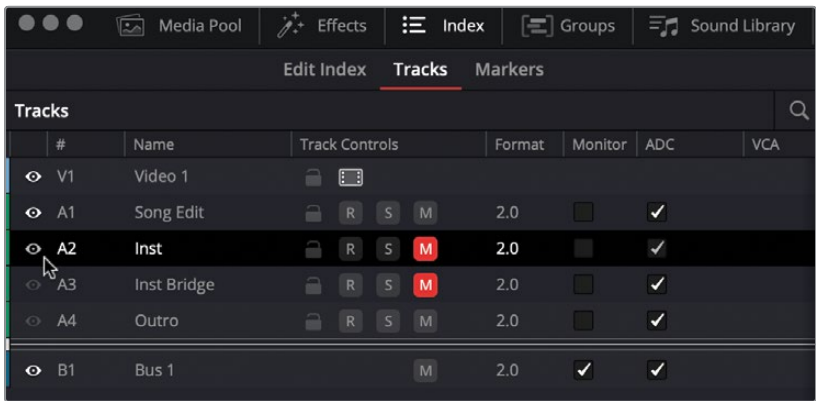 Media Pool Effects Index Groups Sound Library
Edit Index Tracks Markers
Tracks
# Name Track Controls Format Monitor ADC VCA
V1 Video 1
A1 Song Edit R S M 2.0
A2 Inst R S M 2.0
A3 Inst Bridge R S M 2.0
A4 Outro R S M 2.0
B1 Bus 1 M 2.0